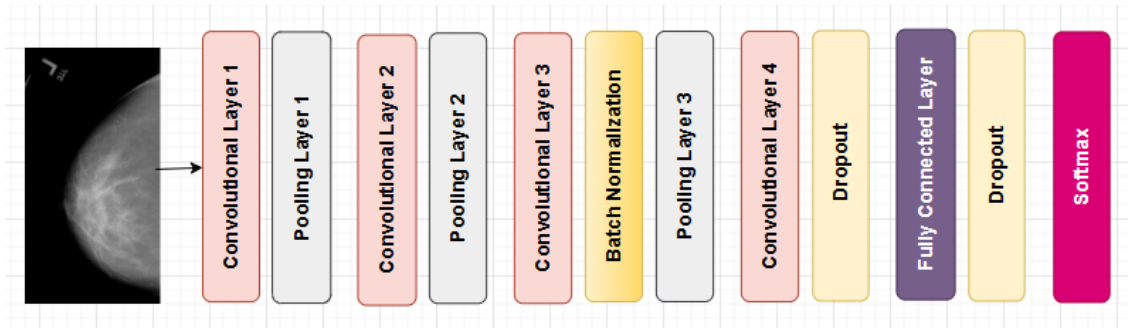 Convolutional Layer 1
Pooling Layer 1
Convolutional Layer 2
Pooling Layer 2
Convolutional Layer 3
Batch Normalization
Pooling Layer 3
Convolutional Layer 4
Dropout
Fully Connected Layer
Dropout
Softmax